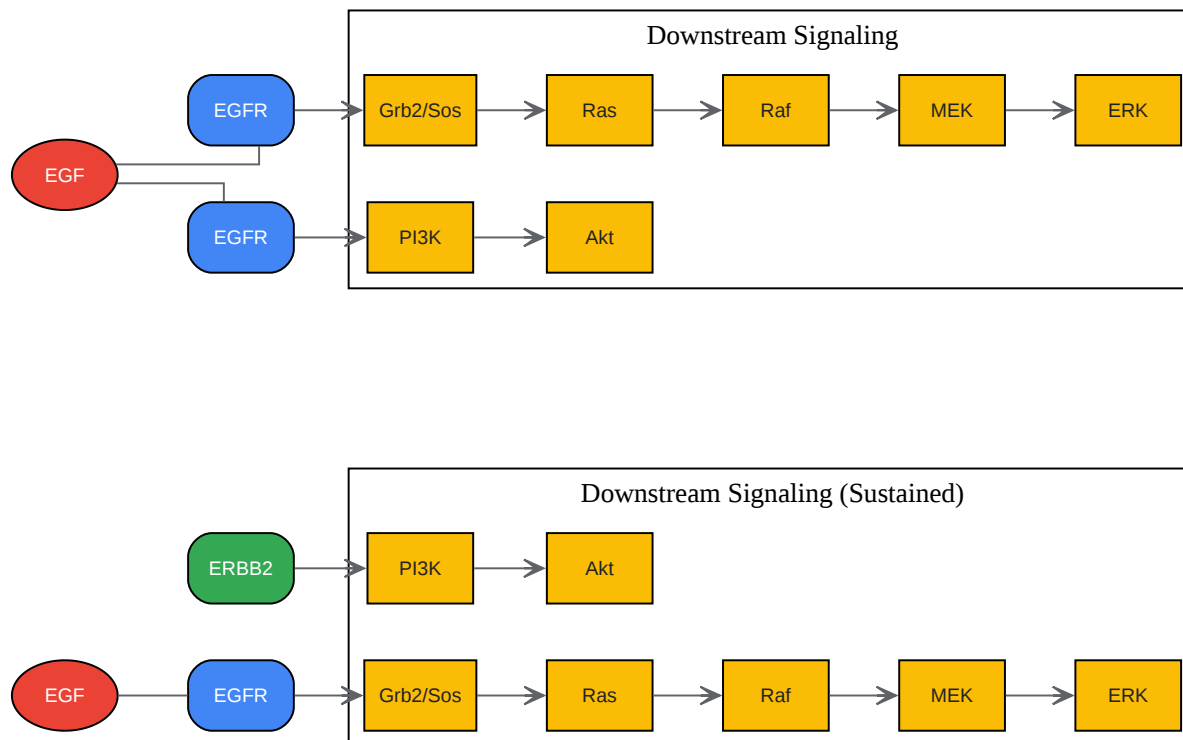 Downstream Signaling
EGFR
Grb2/Sos
Ras
Raf
MEK
ERK
EGF
EGFR
PI3K
Akt
Downstream Signaling (Sustained)
ERBB2
PI3K
Akt
EGF
EGFR
Grb2/Sos
Ras
Raf
MEK
ERK